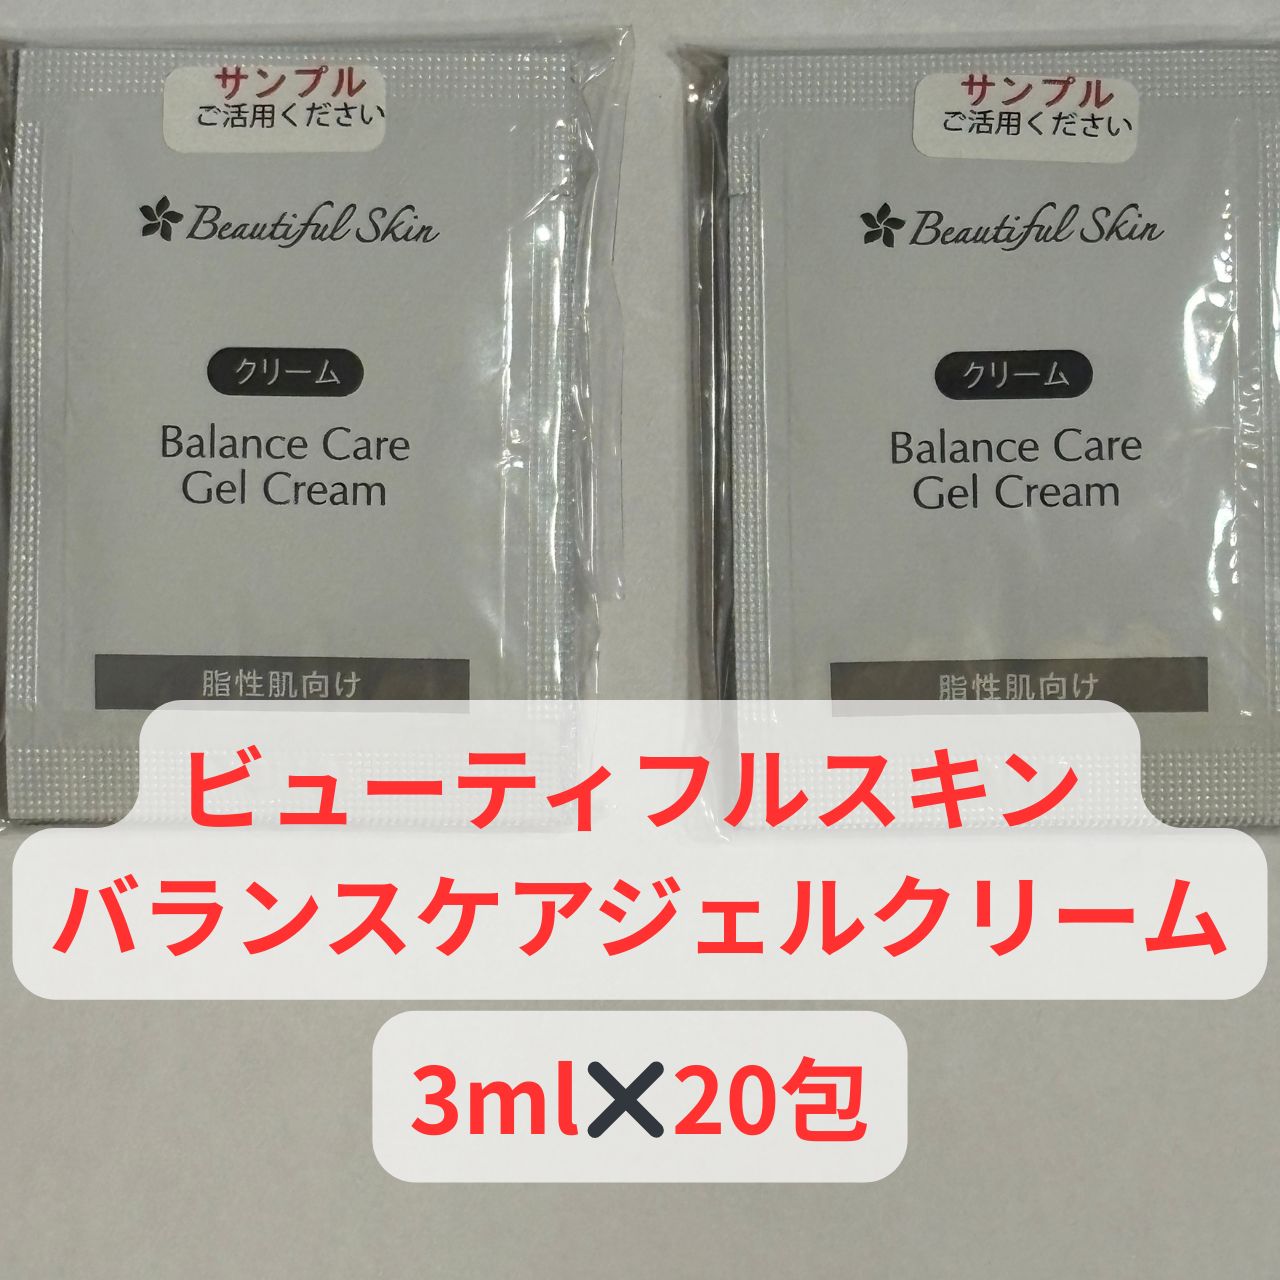 サンプル
ご活用ください
Beautiful Skin
クリーム
Balance Care
Gel Cream
脂性肌向け
サンプル
ご活用ください
Beautiful Skin
クリーム
Balance Care
Gel Cream
脂性肌向け
ビューティフルスキン
バランスケアジェルクリーム
3ml✖20包